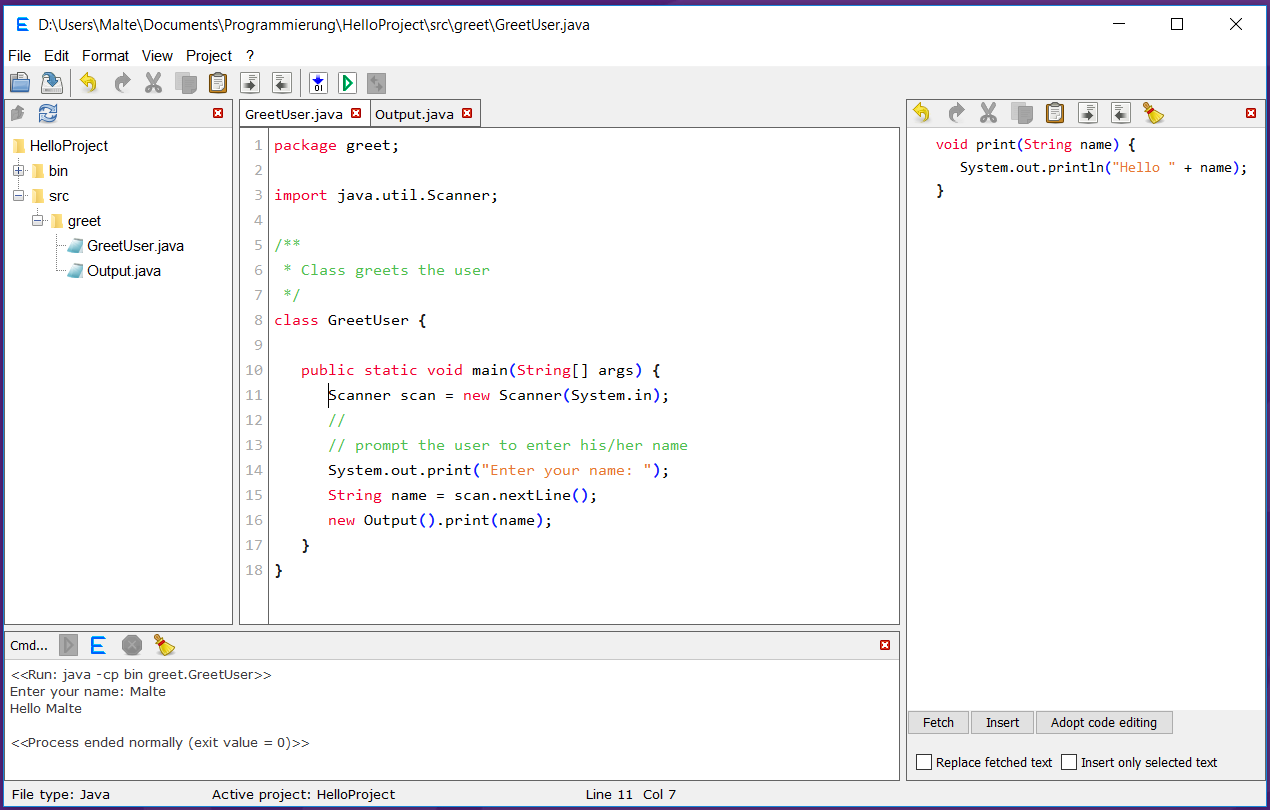 D:\Users\Malte\Documents\Programmierung\HelloProject\src\greet\GreetUser.java
File Edit Format View Project ?
HelloProject
bin
src
greet
GreetUser.java
Output.java
GreetUser.java Output.java
1 package greet;
2
3 import java.util.Scanner;
4
5 /**
6 * Class greets the user
7 */
8 class GreetUser {
9
10 public static void main(String[] args) {
11 Scanner scan = new Scanner(System.in);
12 //
13 // prompt the user to enter his/her name
14 System.out.print("Enter your name: ");
15 String name = scan.nextLine();
16 new Output().print(name);
17 }
18 }
void print(String name) {
System.out.println("Hello " + name);
}
Fetch Insert Adopt code editing
Replace fetched text Insert only selected text
Cmd...
<<Run: java -cp bin greet.GreetUser>>
Enter your name: Malte
Hello Malte
<<Process ended normally (exit value = 0)>>
File type: Java Active project: HelloProject Line 11 Col 7